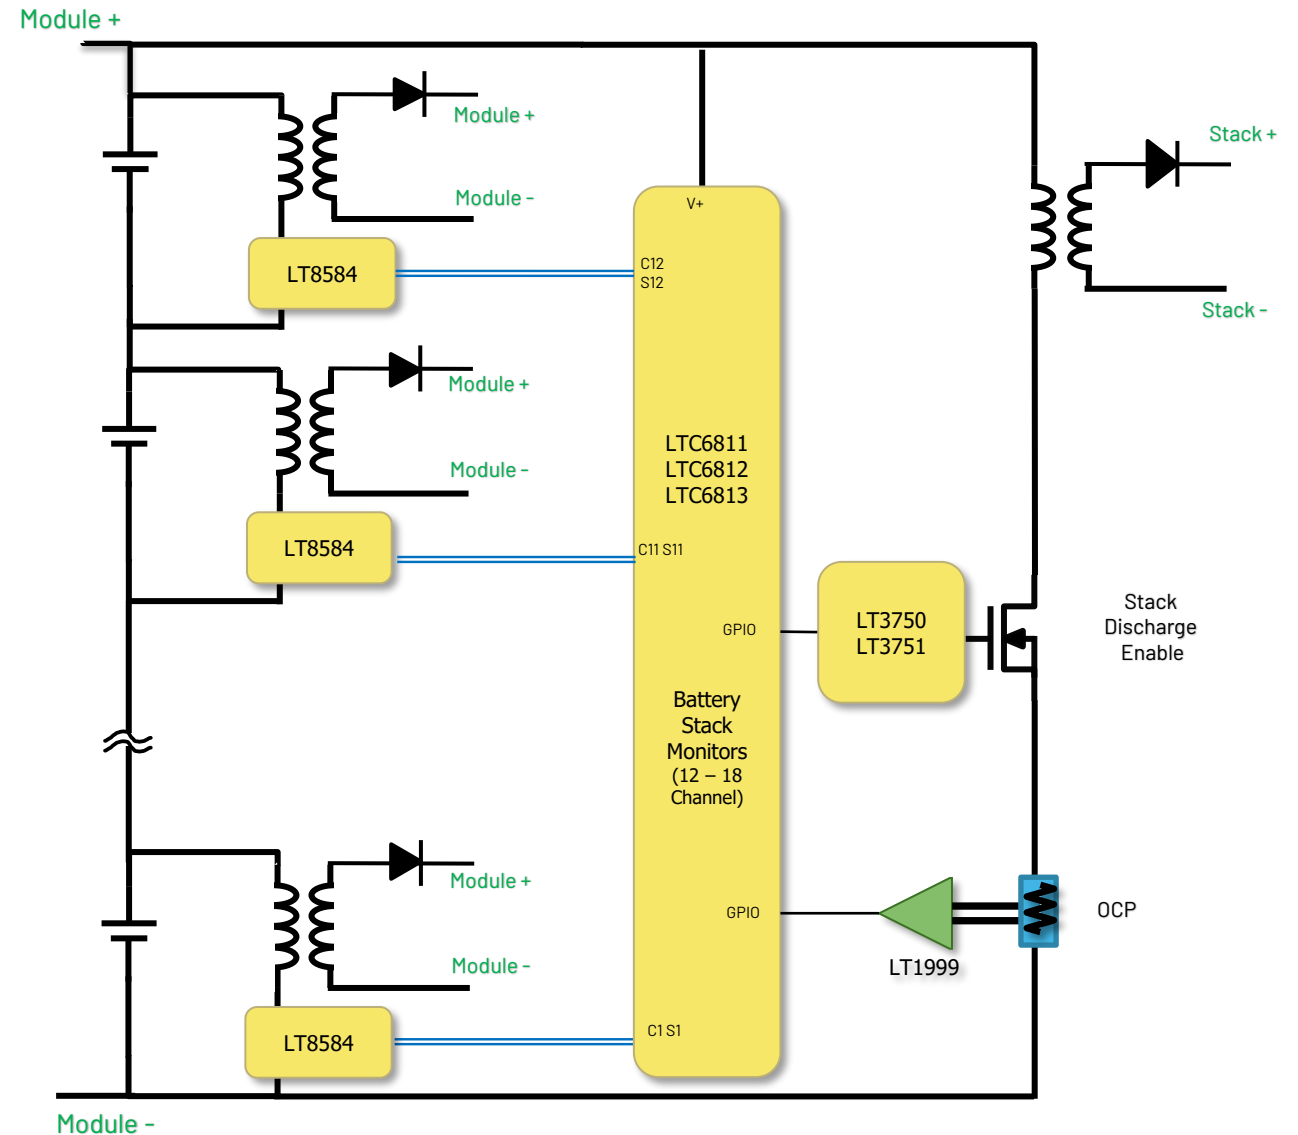 Module +
Module +
Stack +
Module -
V+
C12
S12
LT8584
Stack -
Module +
LTC6811
LTC6812
LTC6813
Module -
LT8584
C11 S11
GPIO
LT3750
LT3751
Stack
Discharge
Enable
Battery
Stack
Monitors
(12 – 18
Channel)
Module +
GPIO
OCP
LT1999
Module -
C1 S1
LT8584
Module -